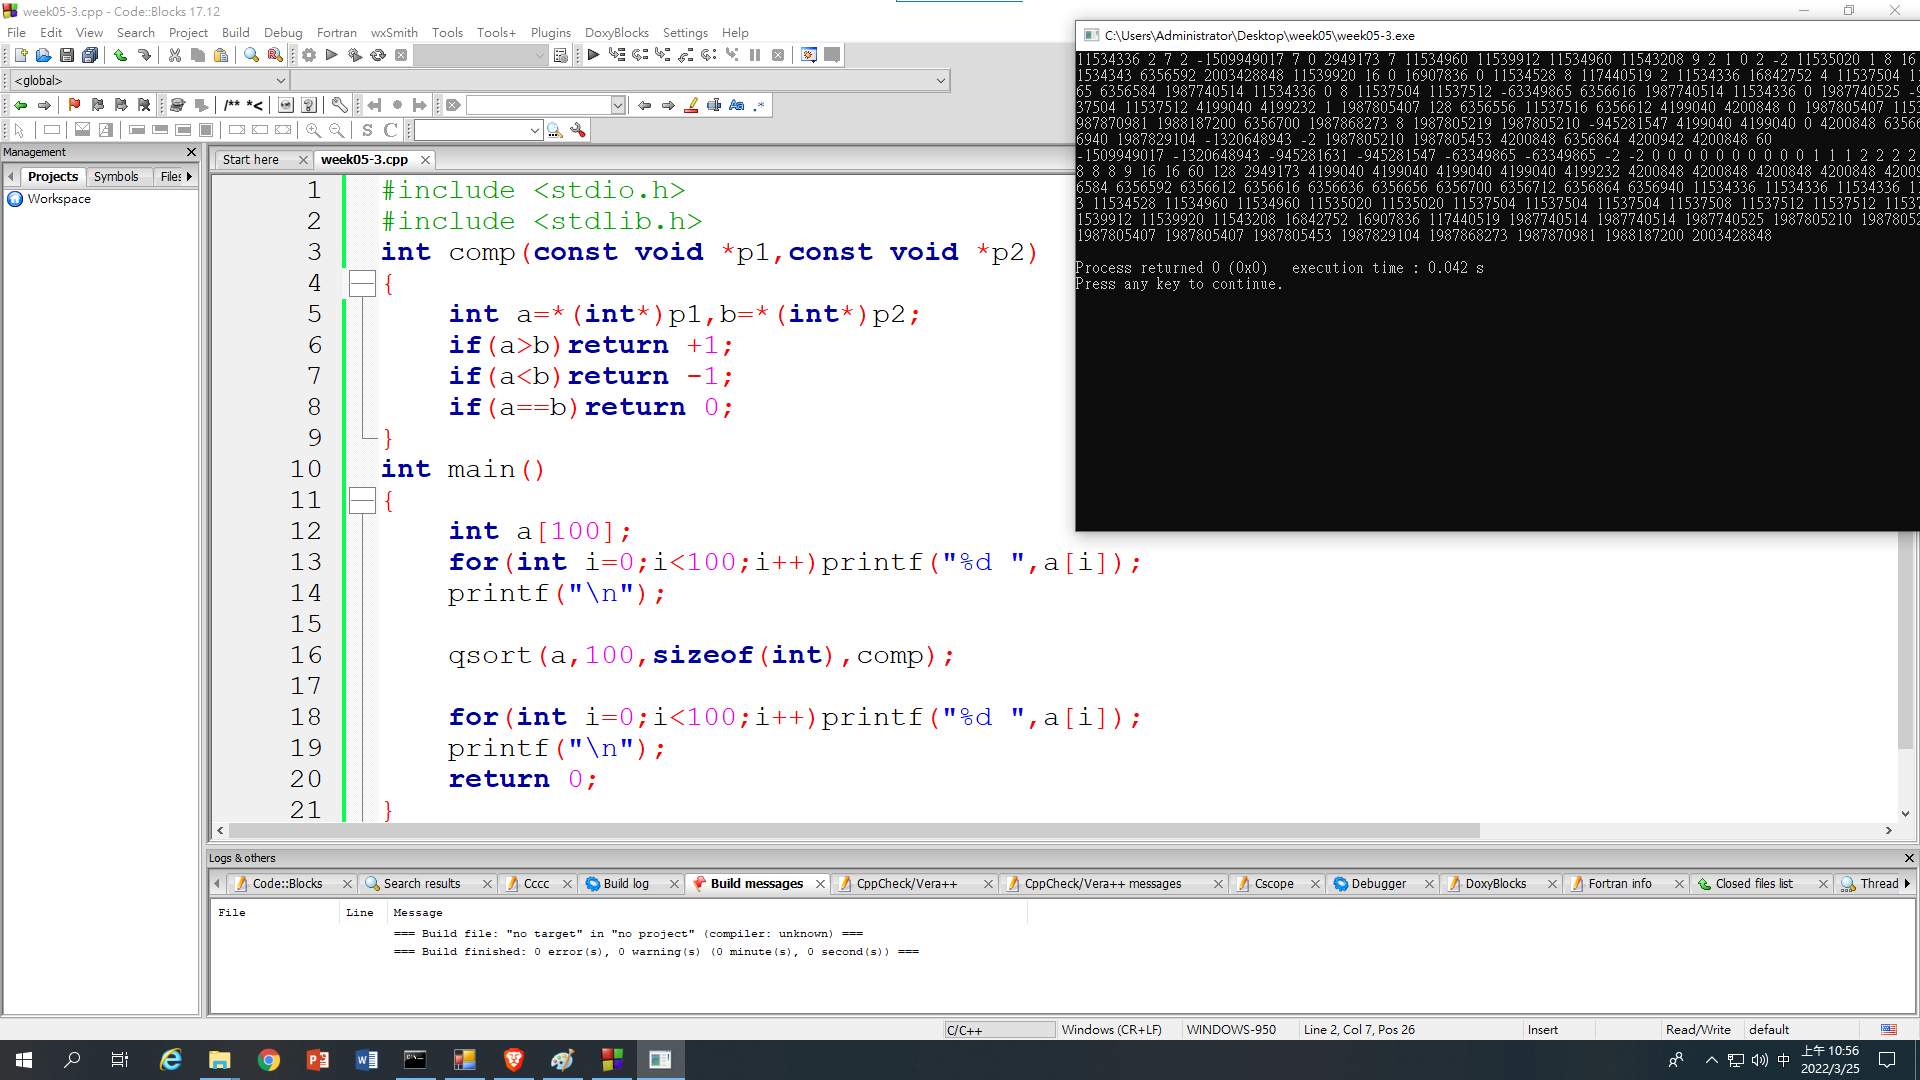 week05-3.cpp - Code::Blocks 17.12
File Edit View Search Project Build Debug Fortran wxSmith Tools Tools+ Plugins DoxyBlocks Settings Help
<global>
/** *<
S C
Aa .*
Management
Projects Symbols Files
Workspace
Start here week05-3.cpp
1 #include <stdio.h>
2 #include <stdlib.h>
3 int comp(const void *p1,const void *p2)
4 {
5 int a=*(int*)p1,b=*(int*)p2;
6 if(a>b)return +1;
7 if(a<b)return -1;
8 if(a==b)return 0;
9 }
10 int main()
11 {
12 int a[100];
13 for(int i=0;i<100;i++)printf("%d ",a[i]);
14 printf("\n");
15
16 qsort(a,100,sizeof(int),comp);
17
18 for(int i=0;i<100;i++)printf("%d ",a[i]);
19 printf("\n");
20 return 0;
21 }
C:\Users\Administrator\Desktop\week05\week05-3.exe
11534336 2 7 2 -1509949017 7 0 2949173 7 11534960 11539912 11534960 11543208 9 2 1 0 2 -2 11535020 1 8 16
1534343 6356592 2003428848 11539920 16 0 16907836 0 11534528 8 117440519 2 11534336 16842752 4 11537504
65 6356584 1987740514 11534336 0 8 11537504 11537512 -63349865 6356616 1987740514 11534336 0 1987740525
37504 11537512 4199040 4199232 1 1987805407 128 6356556 11537516 6356612 4199040 4200848 0 1987805407
1987870981 1988187200 6356700 1987868273 8 1987805219 1987805210 -945281547 4199040 4199040 0 4200848
6940 1987829104 -1320648943 -2 1987805210 1987805453 4200848 6356864 4200942 4200848 60
-1509949017 -1320648943 -945281631 -945281547 -63349865 -63349865 -2 -2 0 0 0 0 0 0 0 0 0 0 1 1 1 2 2 2 2
8 8 8 9 16 16 60 128 2949173 4199040 4199040 4199040 4199040 4199232 4200848 4200848 4200848 4200848
6584 6356592 6356612 6356616 6356636 6356656 6356700 6356712 6356864 6356940 11534336 11534336 11534336
3 11534528 11534960 11534960 11535020 11535020 11537504 11537504 11537504 11537508 11537512 11537512
1539912 11539920 11543208 16842752 16907836 117440519 1987740514 1987740514 1987740525 1987805210
1987805407 1987805407 1987805453 1987829104 1987868273 1987870981 1988187200 2003428848
Process returned 0 (0x0) execution time : 0.042 s
Press any key to continue.
Logs & others
Code::Blocks Search results Cccc Build log Build messages CppCheck/Vera++ CppCheck/Vera++ messages Cscope Debugger DoxyBlocks Fortran info Closed files list Thread
File Line Message
=== Build file: "no target" in "no project" (compiler: unknown) ===
=== Build finished: 0 error(s), 0 warning(s) (0 minute(s), 0 second(s)) ===
C/C++ Windows (CR+LF) WINDOWS-950 Line 2, Col 7, Pos 26 Insert Read/Write default
中 上午 10:56
2022/3/25